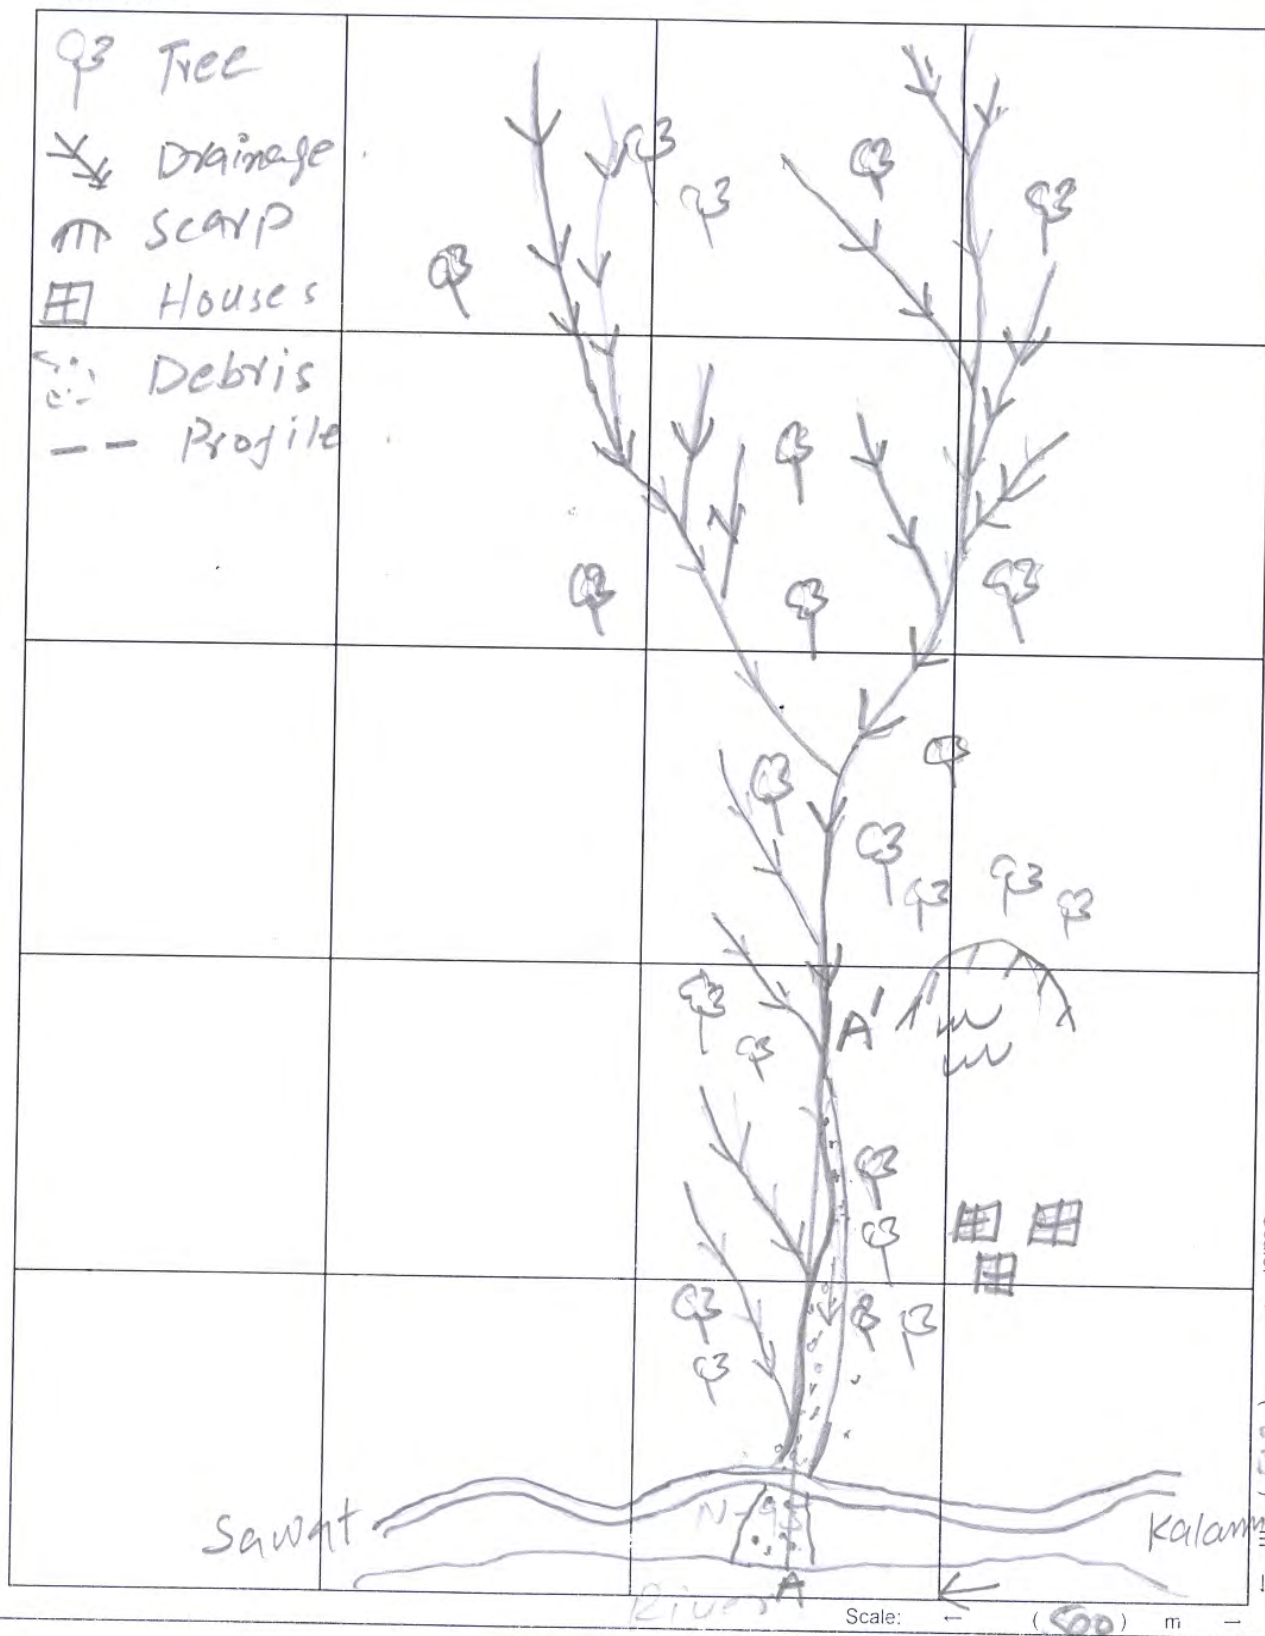 Tree
Drainage
Scarp
Houses
Debris
Profile
A'
Sawat
N-95
Kalam
A
River
Scale: ← (500) m —